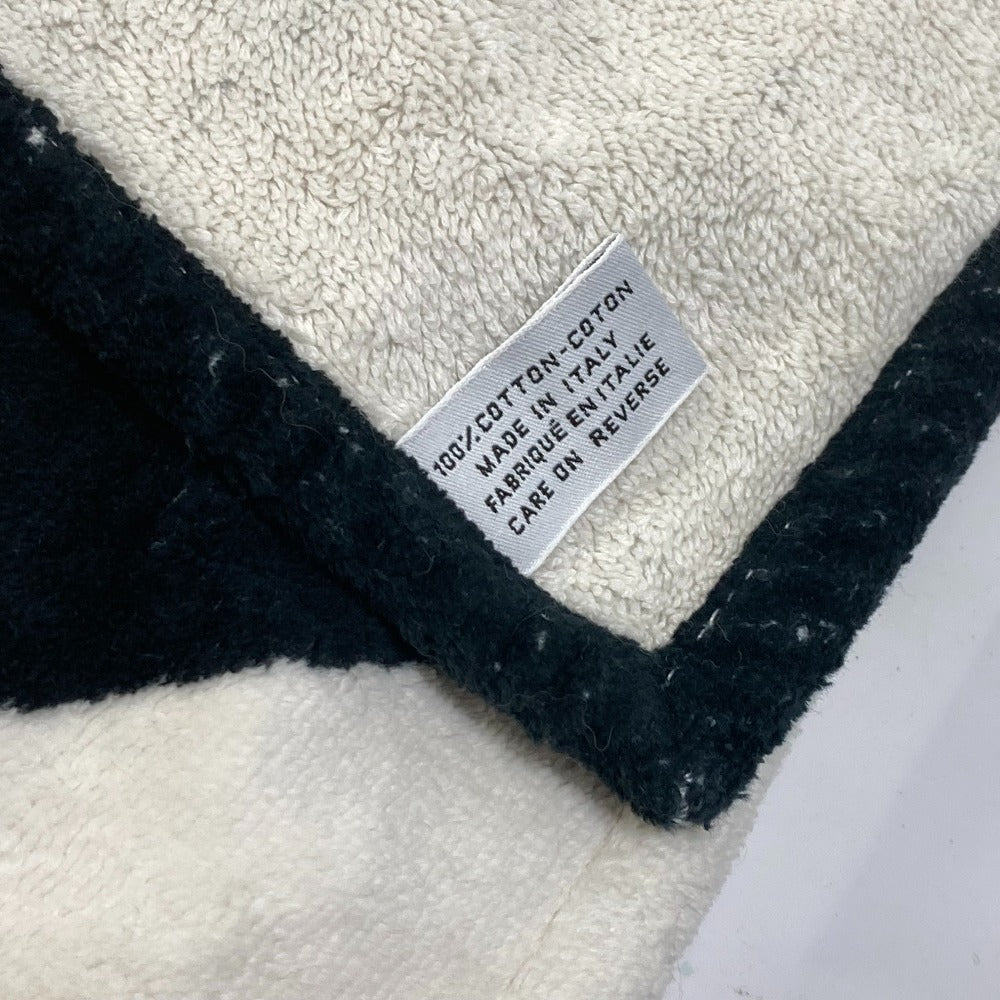 100% COTTON-COTON
MADE IN ITALY
FABRIQUÉ EN ITALIE
CARE ON REVERSE